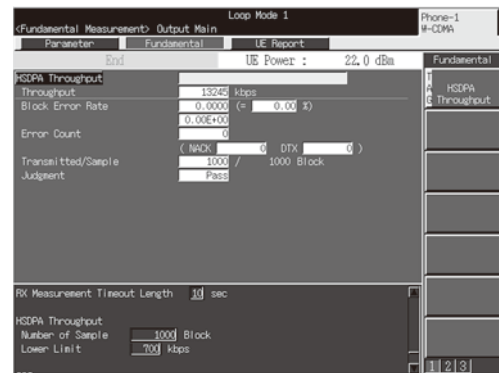 Loop Mode 1
<Fundamental Measurement> Output Main
Phone-1
W-CDMA
Parameter Fundamental UE Report
End UE Power : 22.0 dBm
Fundamental
HSDPA Throughput
Throughput 13245 kbps
Block Error Rate 0.0000 (= 0.00 %)
0.00E+00
Error Count 0
( NACK 0 DTX 0 )
Transmitted/Sample 1000 / 1000 Block
Judgment Pass
T
A
G
HSDPA
Throughput
RX Measurement Timeout Length 10 sec
HSDPA Throughput
Number of Sample 1000 Block
Lower Limit 700 kbps
1 2 3